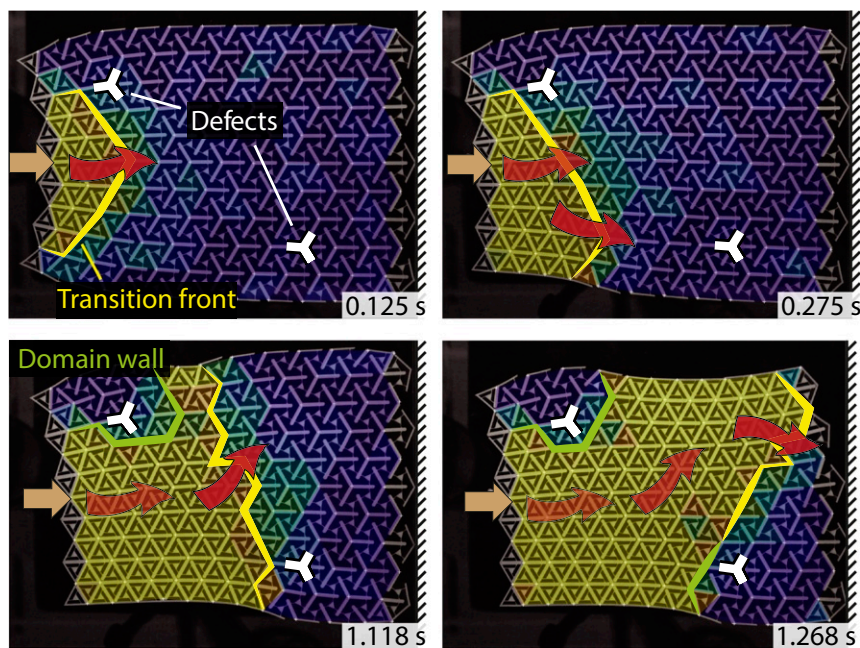 Defects
Transition front
0.125 s
0.275 s
Domain wall
1.118 s
1.268 s